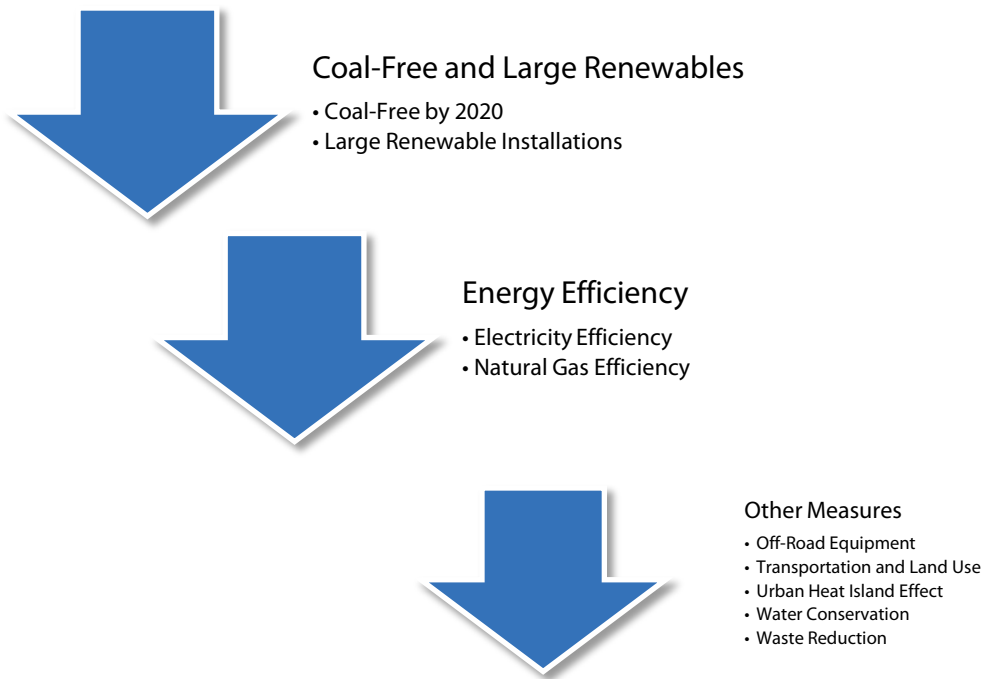 Coal-Free and Large Renewables
• Coal-Free by 2020
• Large Renewable Installations
Energy Efficiency
• Electricity Efficiency
• Natural Gas Efficiency
Other Measures
• Off-Road Equipment
• Transportation and Land Use
• Urban Heat Island Effect
• Water Conservation
• Waste Reduction